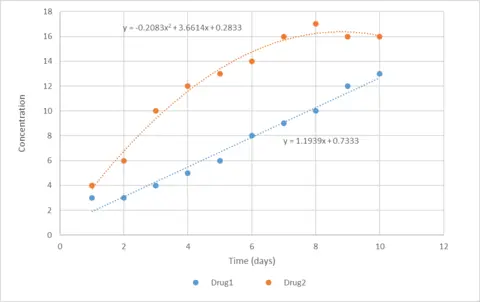 18
16
14
12
10
8
6
4
2
0
Concentration
y = -0.2083x² + 3.6614x + 0.2833
y = 1.1939x + 0.7333
0 2 4 6 8 10 12
Time (days)
Drug1 Drug2